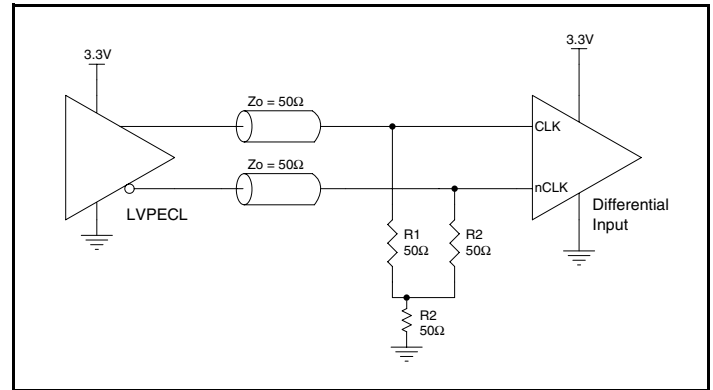 3.3V
3.3V
Zo = 50Ω
CLK
Zo = 50Ω
nCLK
LVPECL
Differential
Input
R1
50Ω
R2
50Ω
R2
50Ω